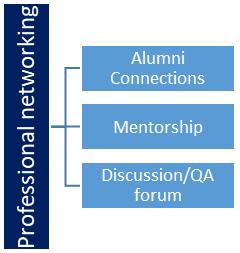 Professional networking
Alumni
Connections
Mentorship
Discussion/QA
forum